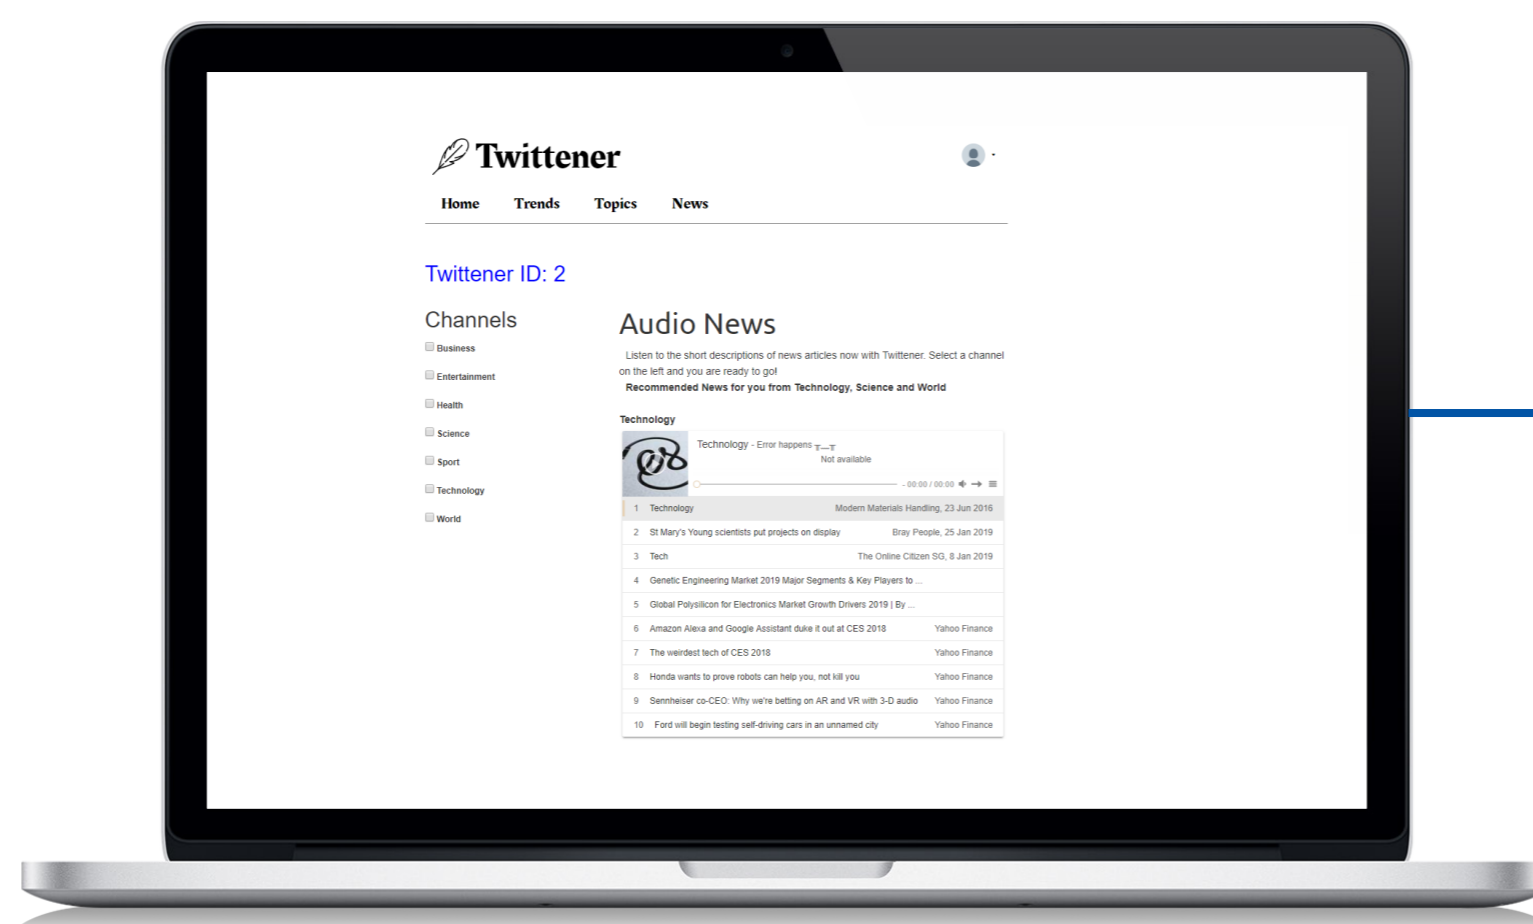 Twittener
Home Trends Topics News
Twittener ID: 2
Channels
Business
Entertainment
Health
Science
Sport
Technology
World
Audio News
Listen to the short descriptions of news articles now with Twittener. Select a channel
on the left and you are ready to go!
Recommended News for you from Technology, Science and World
Technology
Technology - Error happens ╥﹏╥
Not available
- 00:00 / 00:00
1 Technology Modern Materials Handling, 23 Jun 2016
2 St Mary's Young scientists put projects on display Bray People, 25 Jan 2019
3 Tech The Online Citizen SG, 8 Jan 2019
4 Genetic Engineering Market 2019 Major Segments & Key Players to ...
5 Global Polysilicon for Electronics Market Growth Drivers 2019 | By ...
6 Amazon Alexa and Google Assistant duke it out at CES 2018 Yahoo Finance
7 The weirdest tech of CES 2018 Yahoo Finance
8 Honda wants to prove robots can help you, not kill you Yahoo Finance
9 Sennheiser co-CEO: Why we're betting on AR and VR with 3-D audio Yahoo Finance
10 Ford will begin testing self-driving cars in an unnamed city Yahoo Finance